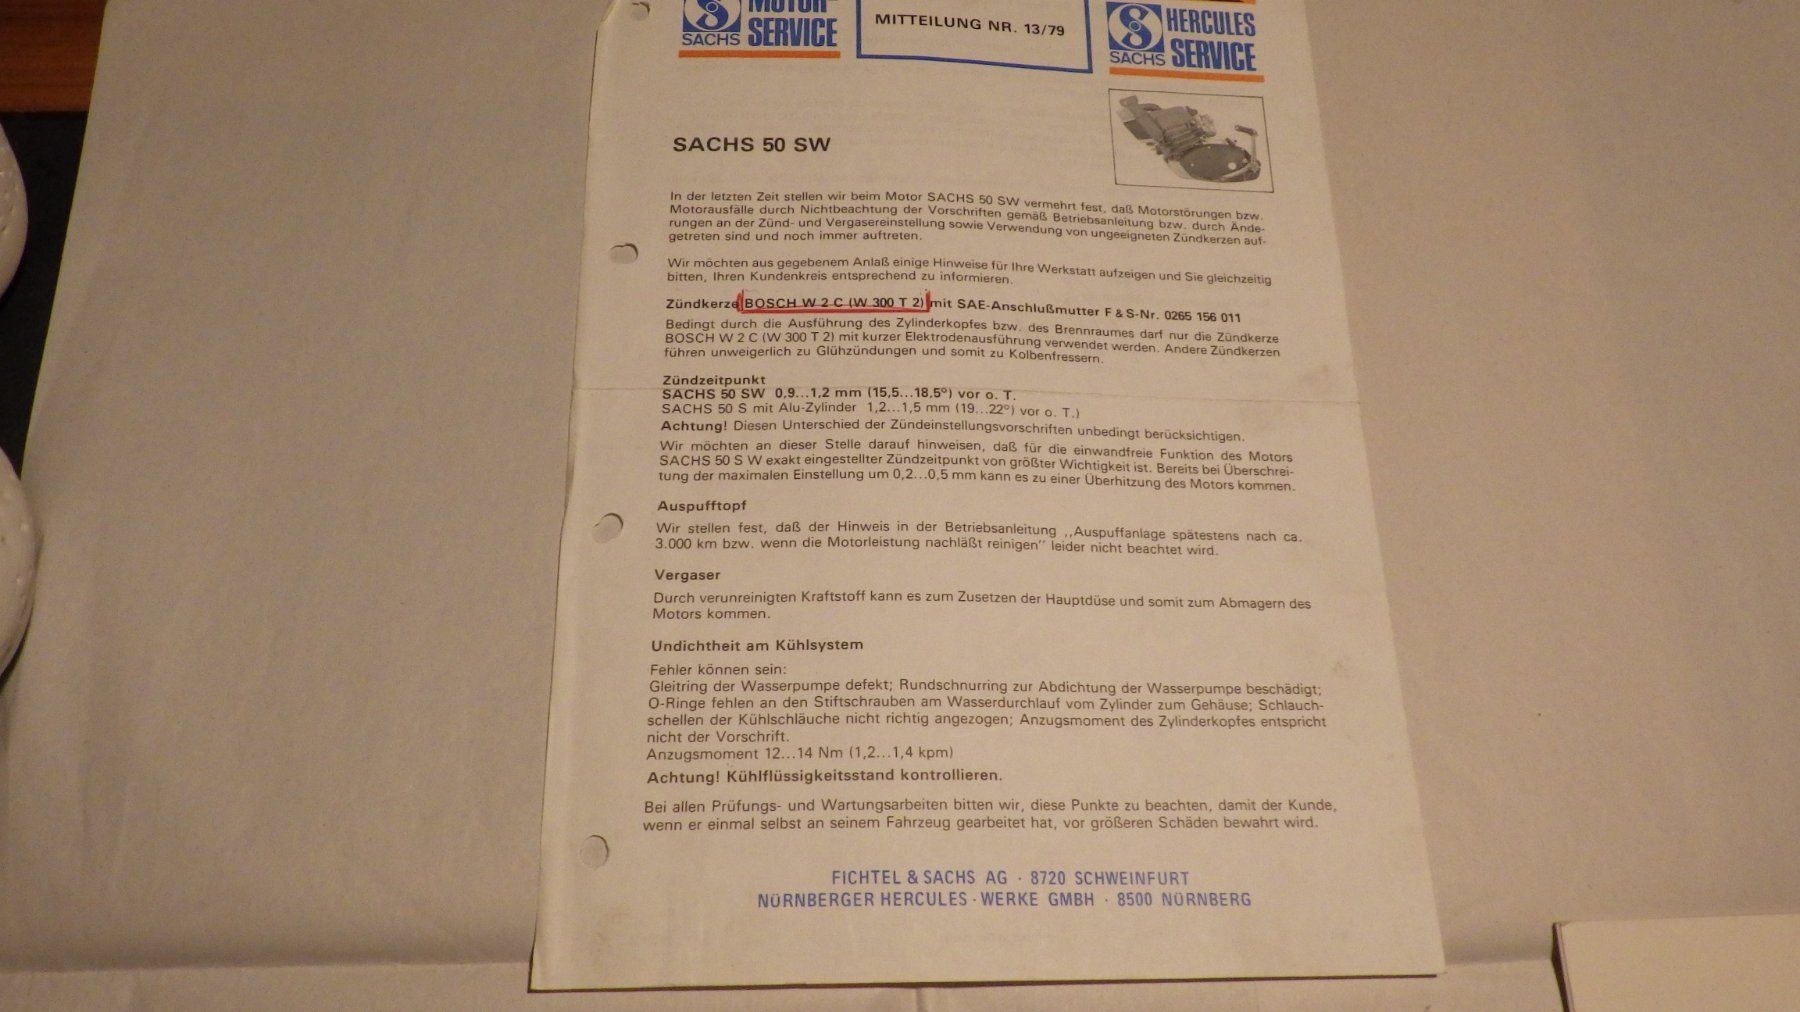 MOTOR-
SACHS SERVICE
MITTEILUNG NR. 13/79
HERCULES
SACHS SERVICE
SACHS 50 SW
In der letzten Zeit stellen wir beim Motor SACHS 50 SW vermehrt fest, daß Motorstörungen bzw.
Motorausfälle durch Nichtbeachtung der Vorschriften gemäß Betriebsanleitung bzw. durch Ände-
rungen an der Zünd- und Vergasereinstellung sowie Verwendung von ungeeigneten Zündkerzen auf-
getreten sind und noch immer auftreten.
Wir möchten aus gegebenem Anlaß einige Hinweise für Ihre Werkstatt aufzeigen und Sie gleichzeitig
bitten, Ihren Kundenkreis entsprechend zu informieren.
Zündkerze BOSCH W 2 C (W 300 T 2) mit SAE-Anschlußmutter F & S-Nr. 0265 156 011
Bedingt durch die Ausführung des Zylinderkopfes bzw. des Brennraumes darf nur die Zündkerze
BOSCH W 2 C (W 300 T 2) mit kurzer Elektrodenausführung verwendet werden. Andere Zündkerzen
führen unweigerlich zu Glühzündungen und somit zu Kolbenfressern.
Zündzeitpunkt
SACHS 50 SW 0,9...1,2 mm (15,5...18,5°) vor o. T.
SACHS 50 S mit Alu-Zylinder 1,2...1,5 mm (19...22°) vor o. T.)
Achtung! Diesen Unterschied der Zündeinstellungsvorschriften unbedingt berücksichtigen.
Wir möchten an dieser Stelle darauf hinweisen, daß für die einwandfreie Funktion des Motors
SACHS 50 S W exakt eingestellter Zündzeitpunkt von größter Wichtigkeit ist. Bereits bei Überschrei-
tung der maximalen Einstellung um 0,2...0,5 mm kann es zu einer Überhitzung des Motors kommen.
Auspufftopf
Wir stellen fest, daß der Hinweis in der Betriebsanleitung ,,Auspuffanlage spätestens nach ca.
3.000 km bzw. wenn die Motorleistung nachläßt reinigen'' leider nicht beachtet wird.
Vergaser
Durch verunreinigten Kraftstoff kann es zum Zusetzen der Hauptdüse und somit zum Abmagern des
Motors kommen.
Undichtheit am Kühlsystem
Fehler können sein:
Gleitring der Wasserpumpe defekt; Rundschnurring zur Abdichtung der Wasserpumpe beschädigt;
O-Ringe fehlen an den Stiftschrauben am Wasserdurchlauf vom Zylinder zum Gehäuse; Schlauch-
schellen der Kühlschläuche nicht richtig angezogen; Anzugsmoment des Zylinderkopfes entspricht
nicht der Vorschrift.
Anzugsmoment 12...14 Nm (1,2...1,4 kpm)
Achtung! Kühlflüssigkeitsstand kontrollieren.
Bei allen Prüfungs- und Wartungsarbeiten bitten wir, diese Punkte zu beachten, damit der Kunde,
wenn er einmal selbst an seinem Fahrzeug gearbeitet hat, vor größeren Schäden bewahrt wird.
FICHTEL & SACHS AG · 8720 SCHWEINFURT
NÜRNBERGER HERCULES · WERKE GMBH · 8500 NÜRNBERG